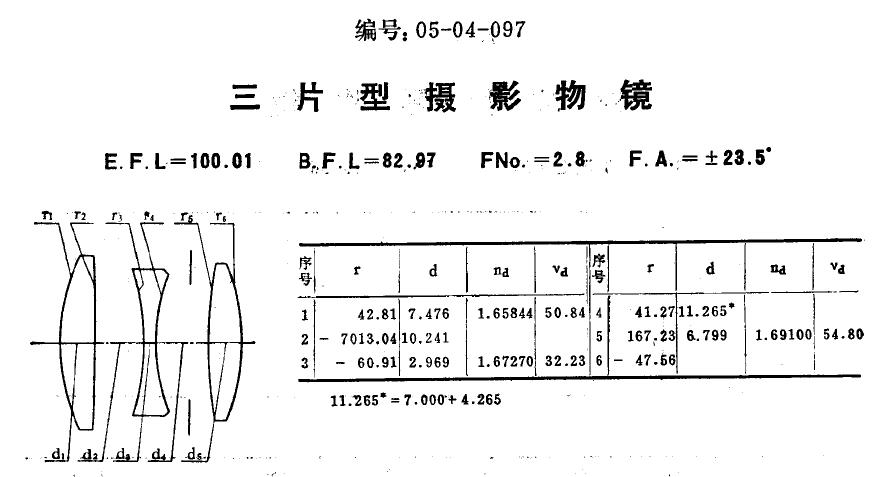 编号: 05-04-097
三片型摄影物镜
E.F.L=100.01 B.F.L=82.97 FNo.=2.8 F.A.=±23.5°
r1 r2 r3 r4 r5 r6
序号 r d nd νd 序号 r d nd νd
1 42.81 7.476 1.65844 50.84 4 41.27 11.265*
2 - 7013.04 10.241 5 167.23 6.799 1.69100 54.80
3 - 60.91 2.969 1.67270 32.23 6 - 47.56
11.265*=7.000+4.265
d1 d2 d3 d4 d5